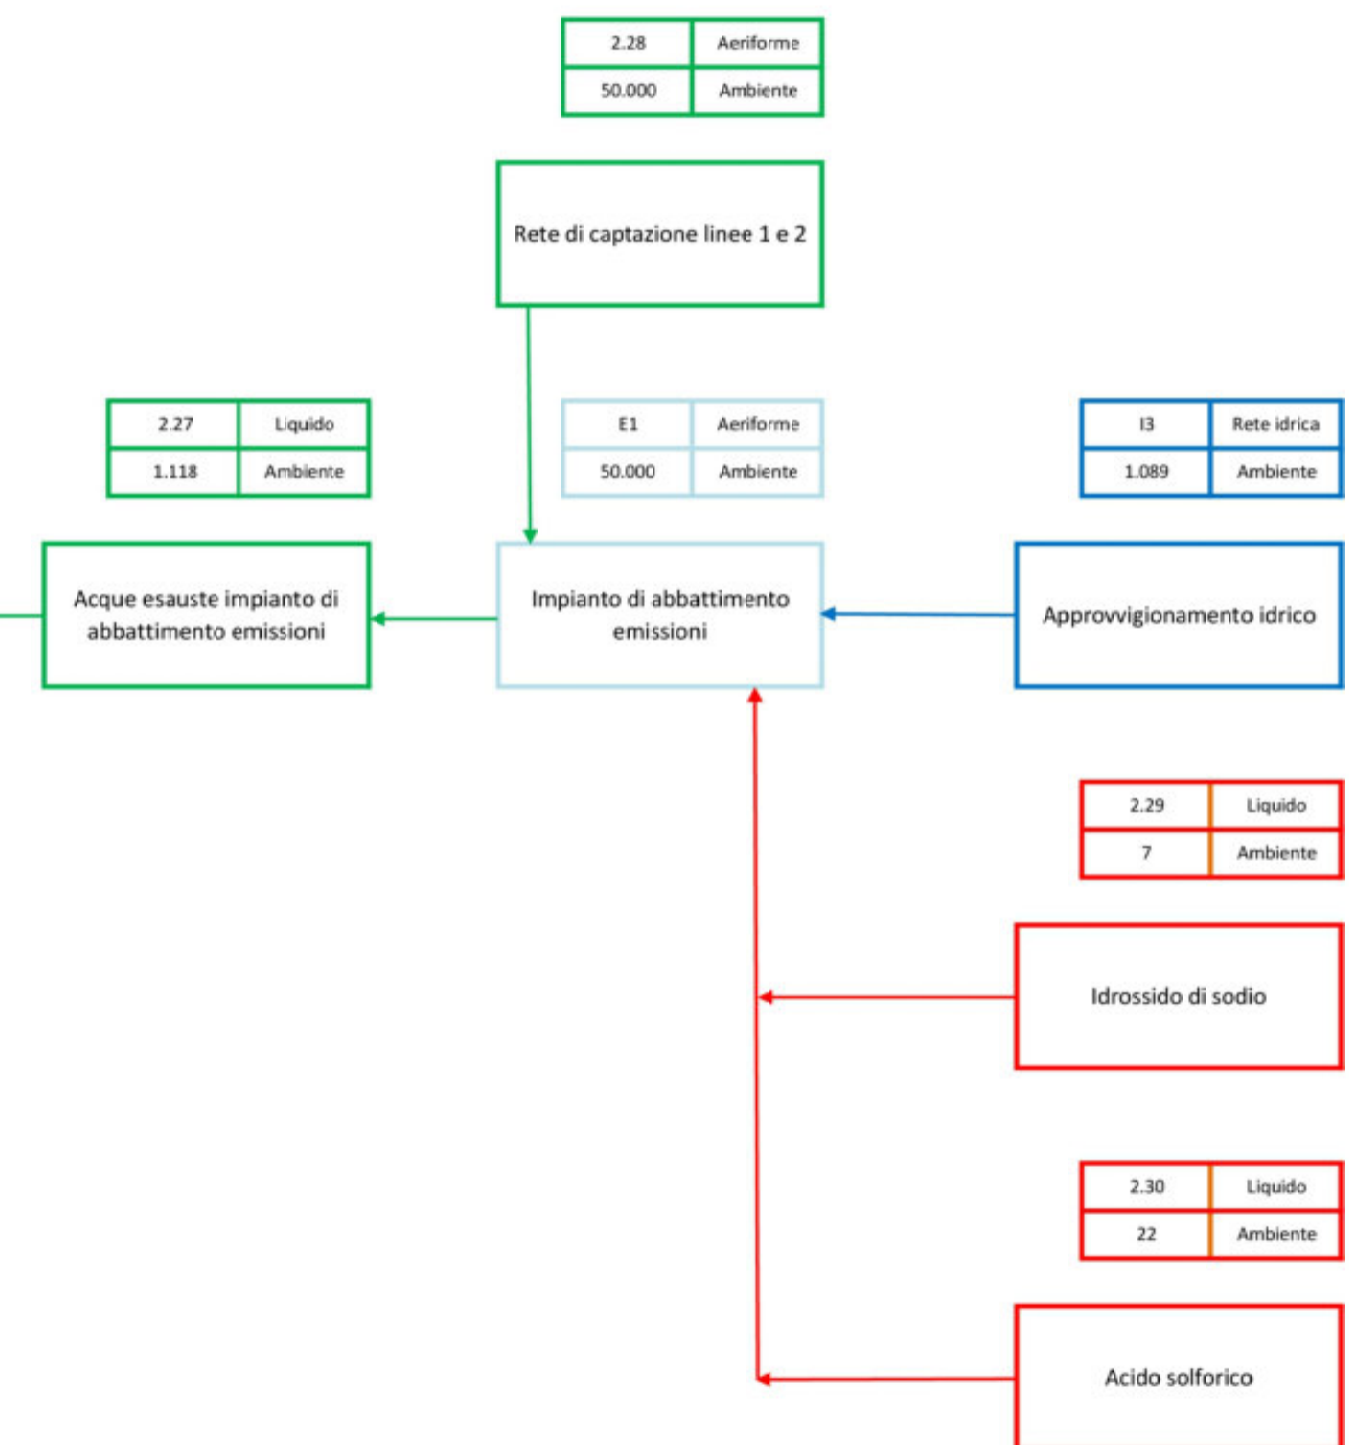 2.28 Aeriforme
50.000 Ambiente
Rete di captazione linee 1 e 2
2.27 Liquido
1.118 Ambiente
E1 Aeriforme
50.000 Ambiente
I3 Rete idrica
1.089 Ambiente
Acque esauste impianto di
abbattimento emissioni
Impianto di abbattimento
emissioni
Approvvigionamento idrico
2.29 Liquido
7 Ambiente
Idrossido di sodio
2.30 Liquido
22 Ambiente
Acido solforico